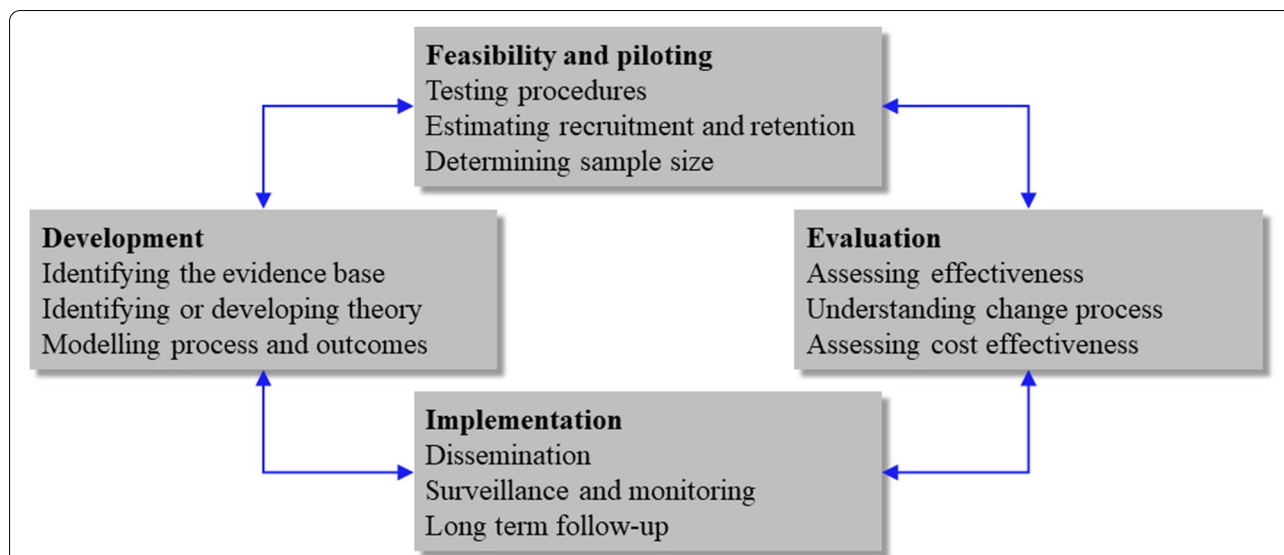 Feasibility and piloting
Testing procedures
Estimating recruitment and retention
Determining sample size
Development
Identifying the evidence base
Identifying or developing theory
Modelling process and outcomes
Evaluation
Assessing effectiveness
Understanding change process
Assessing cost effectiveness
Implementation
Dissemination
Surveillance and monitoring
Long term follow-up